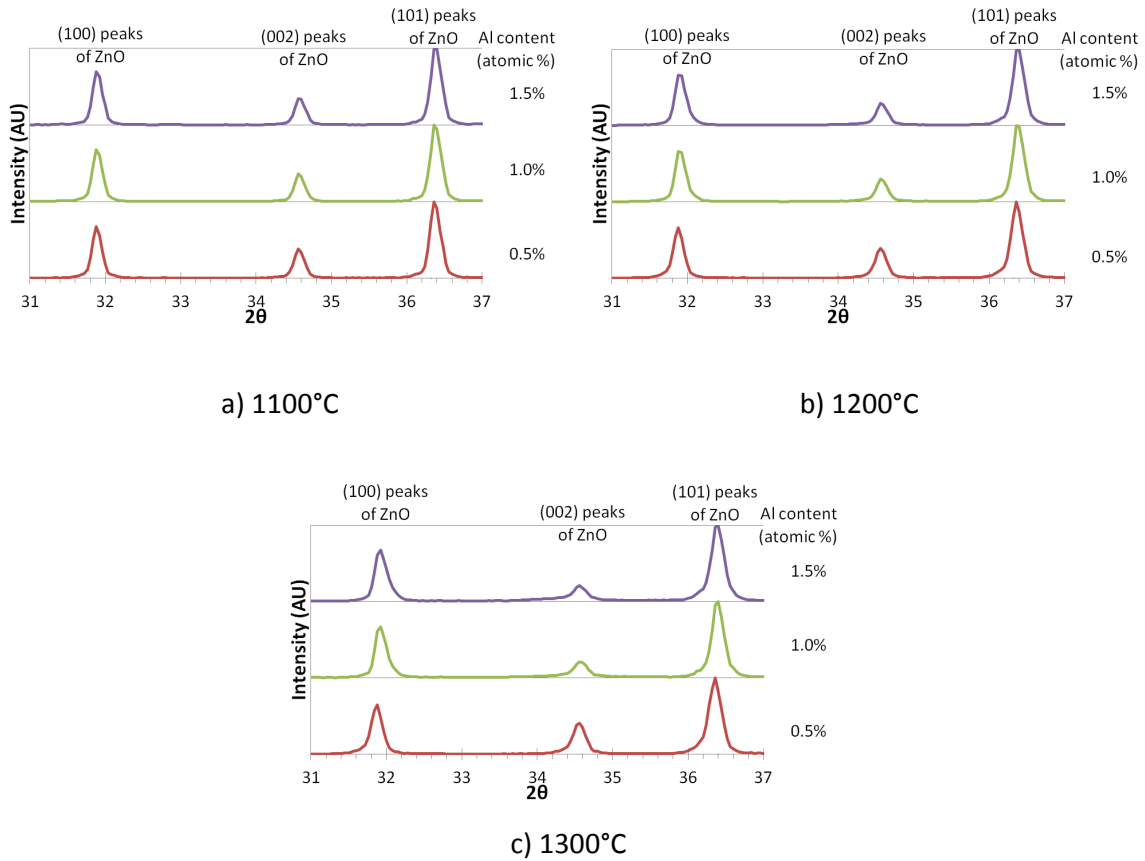 (100) peaks
of ZnO
(002) peaks
of ZnO
(101) peaks
of ZnO
Al content
(atomic %)
1.5%
1.0%
0.5%
Intensity (AU)
31 32 33 34 35 36 37
2θ
a) 1100°C
(100) peaks
of ZnO
(002) peaks
of ZnO
(101) peaks
of ZnO
Al content
(atomic %)
1.5%
1.0%
0.5%
Intensity (AU)
31 32 33 34 35 36 37
2θ
b) 1200°C
(100) peaks
of ZnO
(002) peaks
of ZnO
(101) peaks
of ZnO
Al content
(atomic %)
1.5%
1.0%
0.5%
Intensity (AU)
31 32 33 34 35 36 37
2θ
c) 1300°C